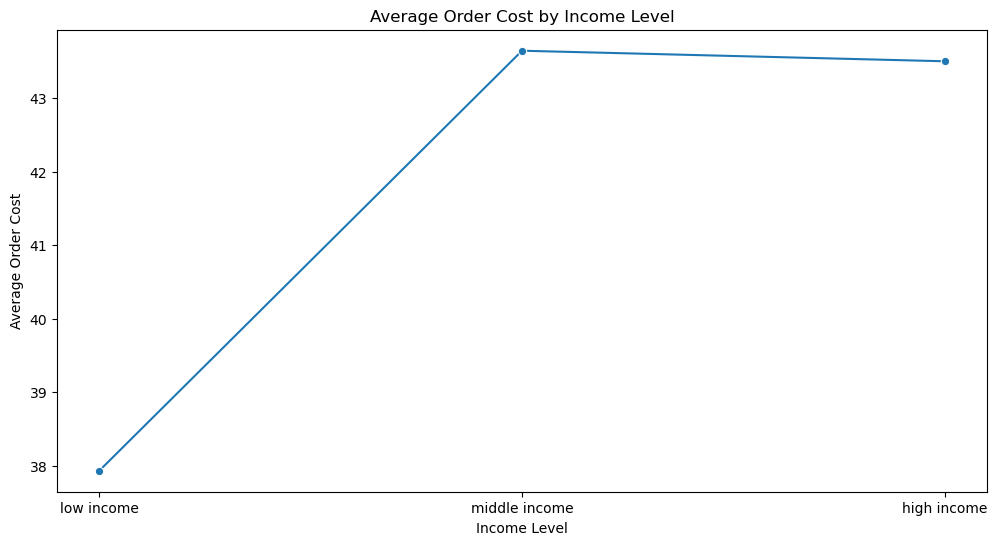 Average Order Cost by Income Level
Average Order Cost
43
42
41
40
39
38
low income
middle income
high income
Income Level